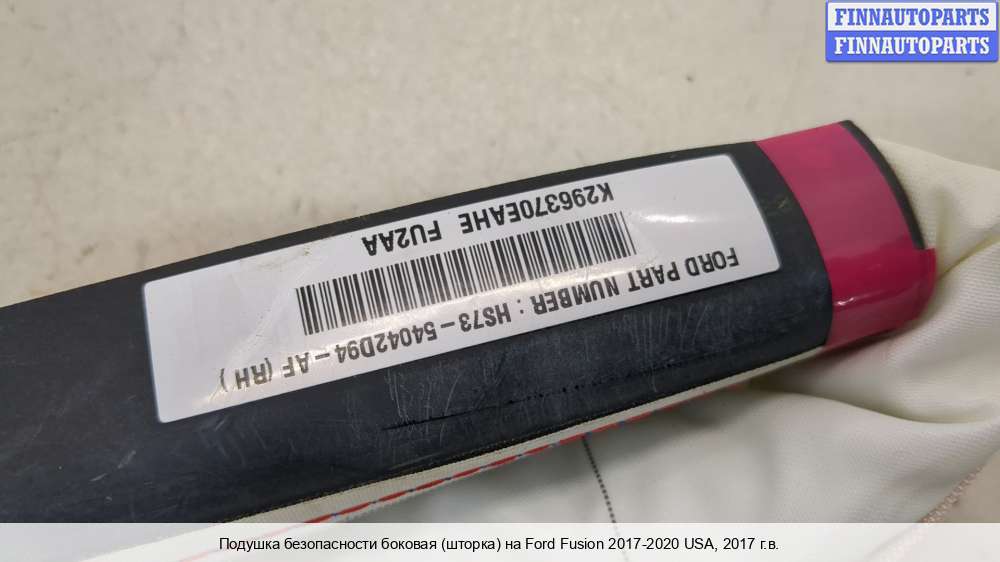 FINNAUTOPARTS
FINNAUTOPARTS
FORD PART NUMBER : HS73-54042D94-AF (RH)
K296370EAHE FU2AA
Подушка безопасности боковая (шторка) на Ford Fusion 2017-2020 USA, 2017 г.в.